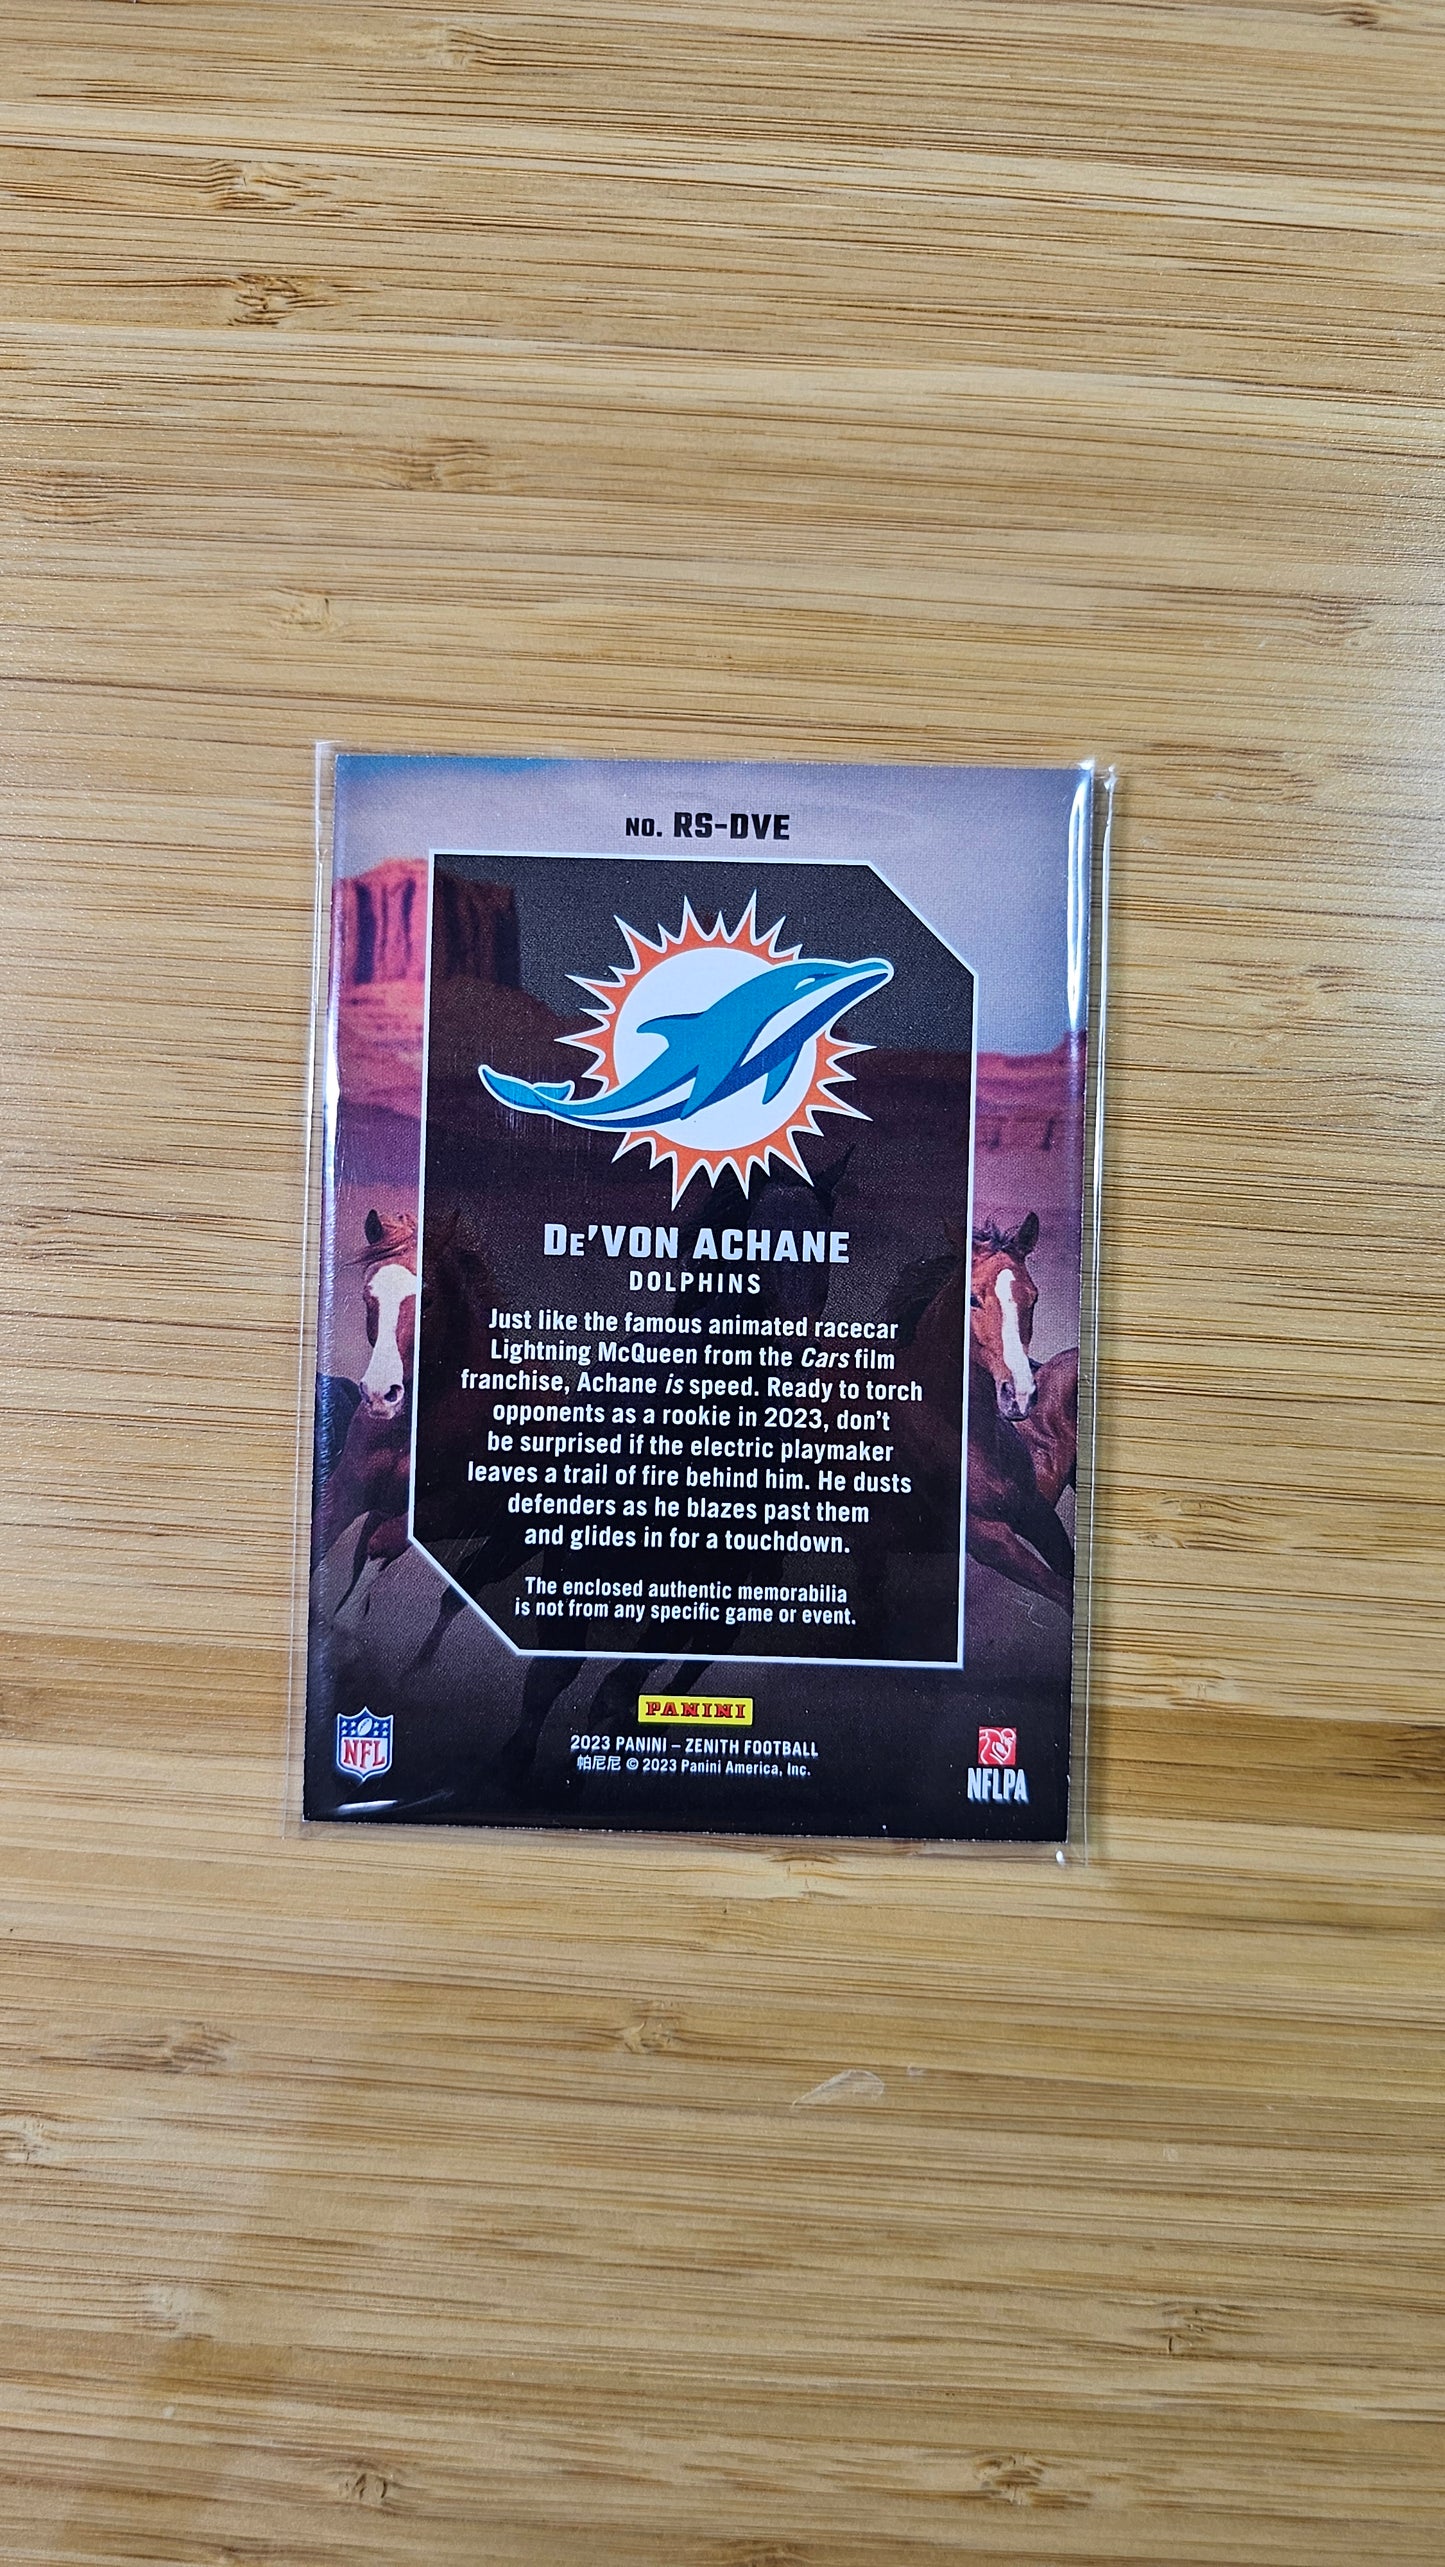 NO. RS-DVE
DE'VON ACHANE
DOLPHINS
Just like the famous animated racecar
Lightning McQueen from the Cars film
franchise, Achane is speed. Ready to torch
opponents as a rookie in 2023, don't
be surprised if the electric playmaker
leaves a trail of fire behind him. He dusts
defenders as he blazes past them
and glides in for a touchdown.
The enclosed authentic memorabilia
is not from any specific game or event.
PANINI
NFL
2023 PANINI – ZENITH FOOTBALL
帕尼尼 © 2023 Panini America, Inc.
NFLPA